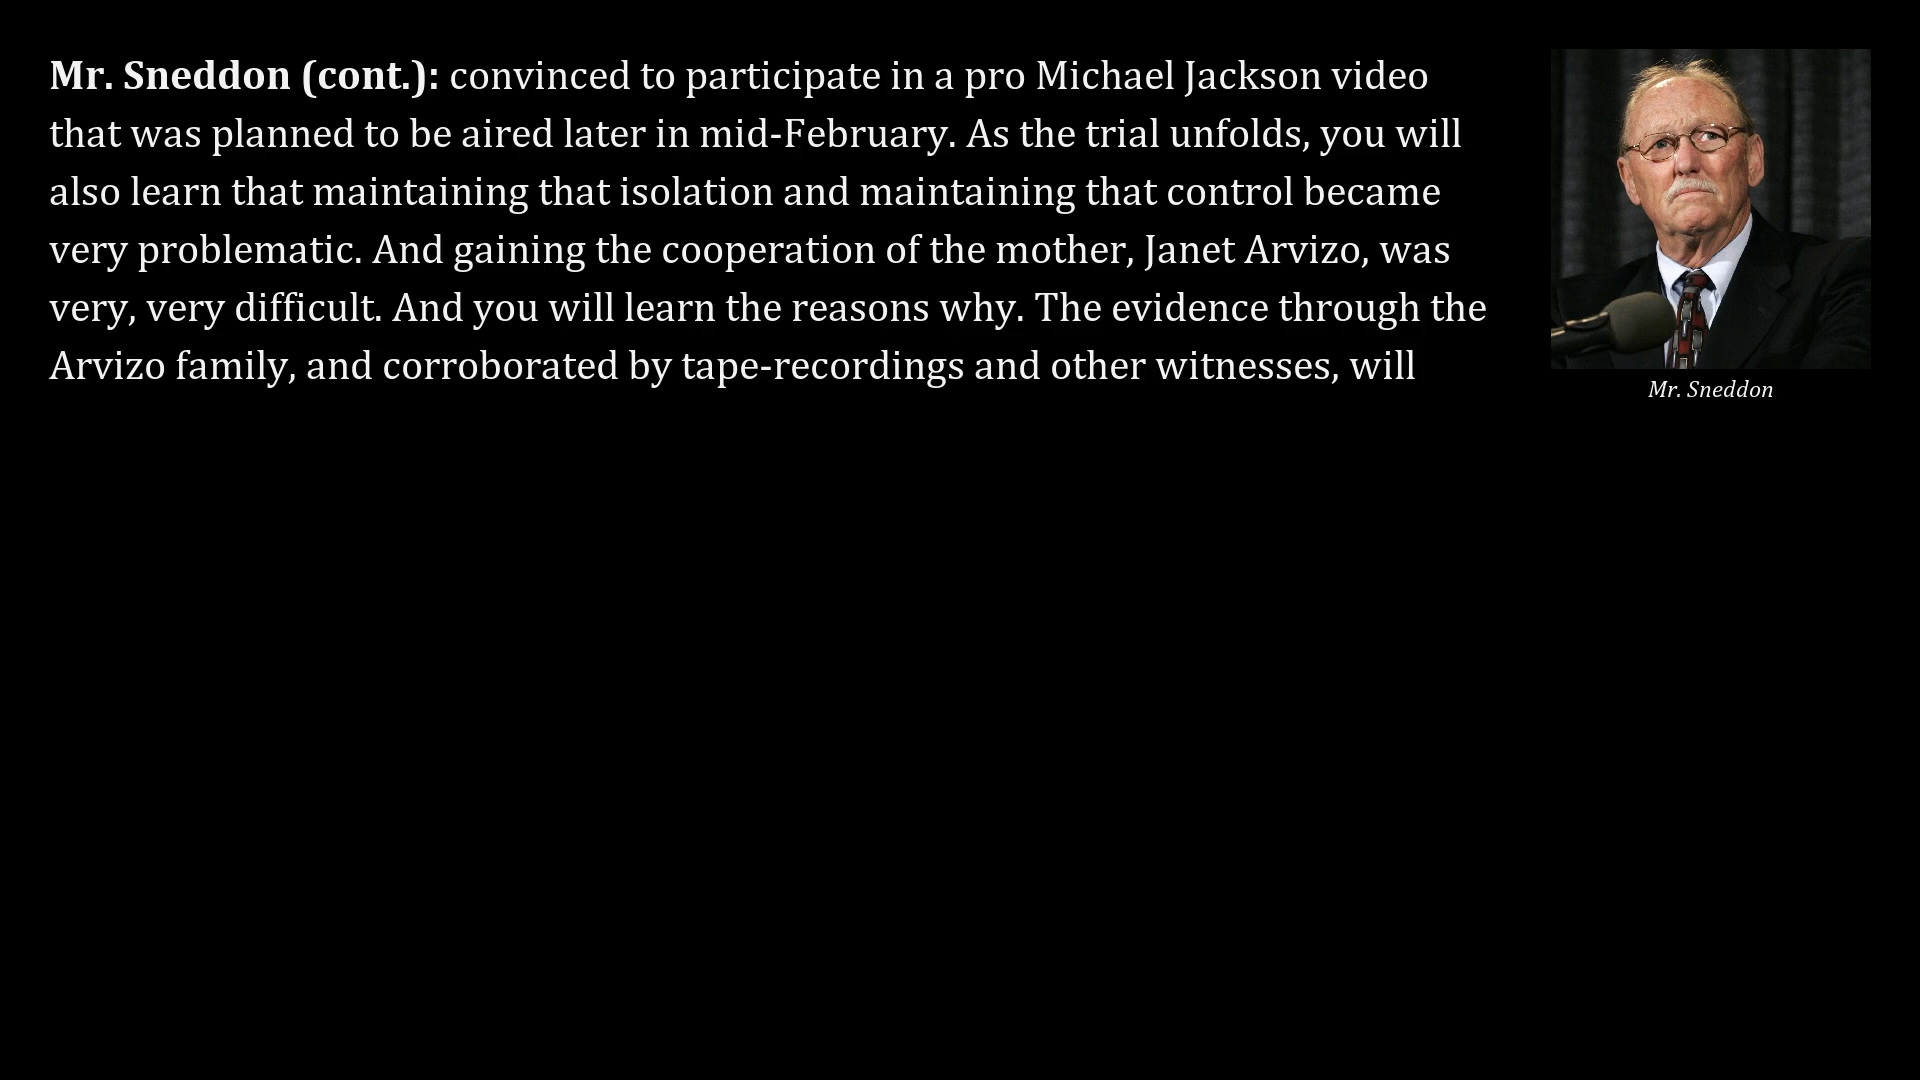 Mr. Sneddon (cont.): convinced to participate in a pro Michael Jackson video
that was planned to be aired later in mid-February. As the trial unfolds, you will
also learn that maintaining that isolation and maintaining that control became
very problematic. And gaining the cooperation of the mother, Janet Arvizo, was
very, very difficult. And you will learn the reasons why. The evidence through the
Arvizo family, and corroborated by tape-recordings and other witnesses, will
Mr. Sneddon